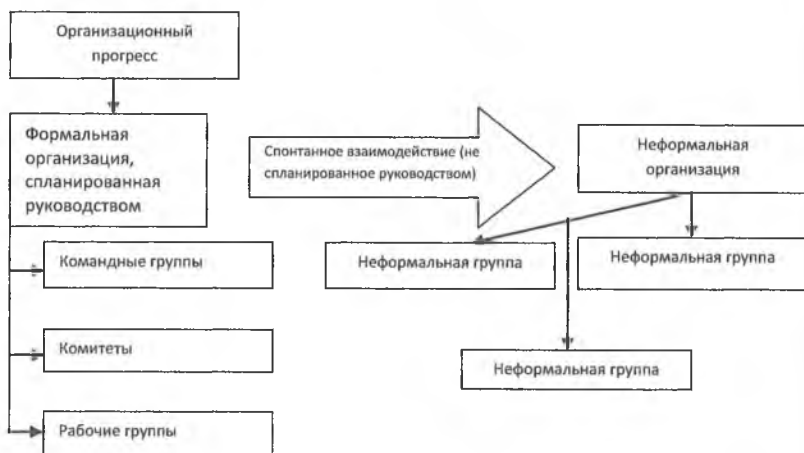 Организационный
прогресс
Формальная
организация,
спланированная
руководством
Спонтанное взаимодействие (не
спланированное руководством)
Неформальная
организация
Командные группы
Неформальная группа
Неформальная группа
Комитеты
Неформальная группа
Рабочие группы